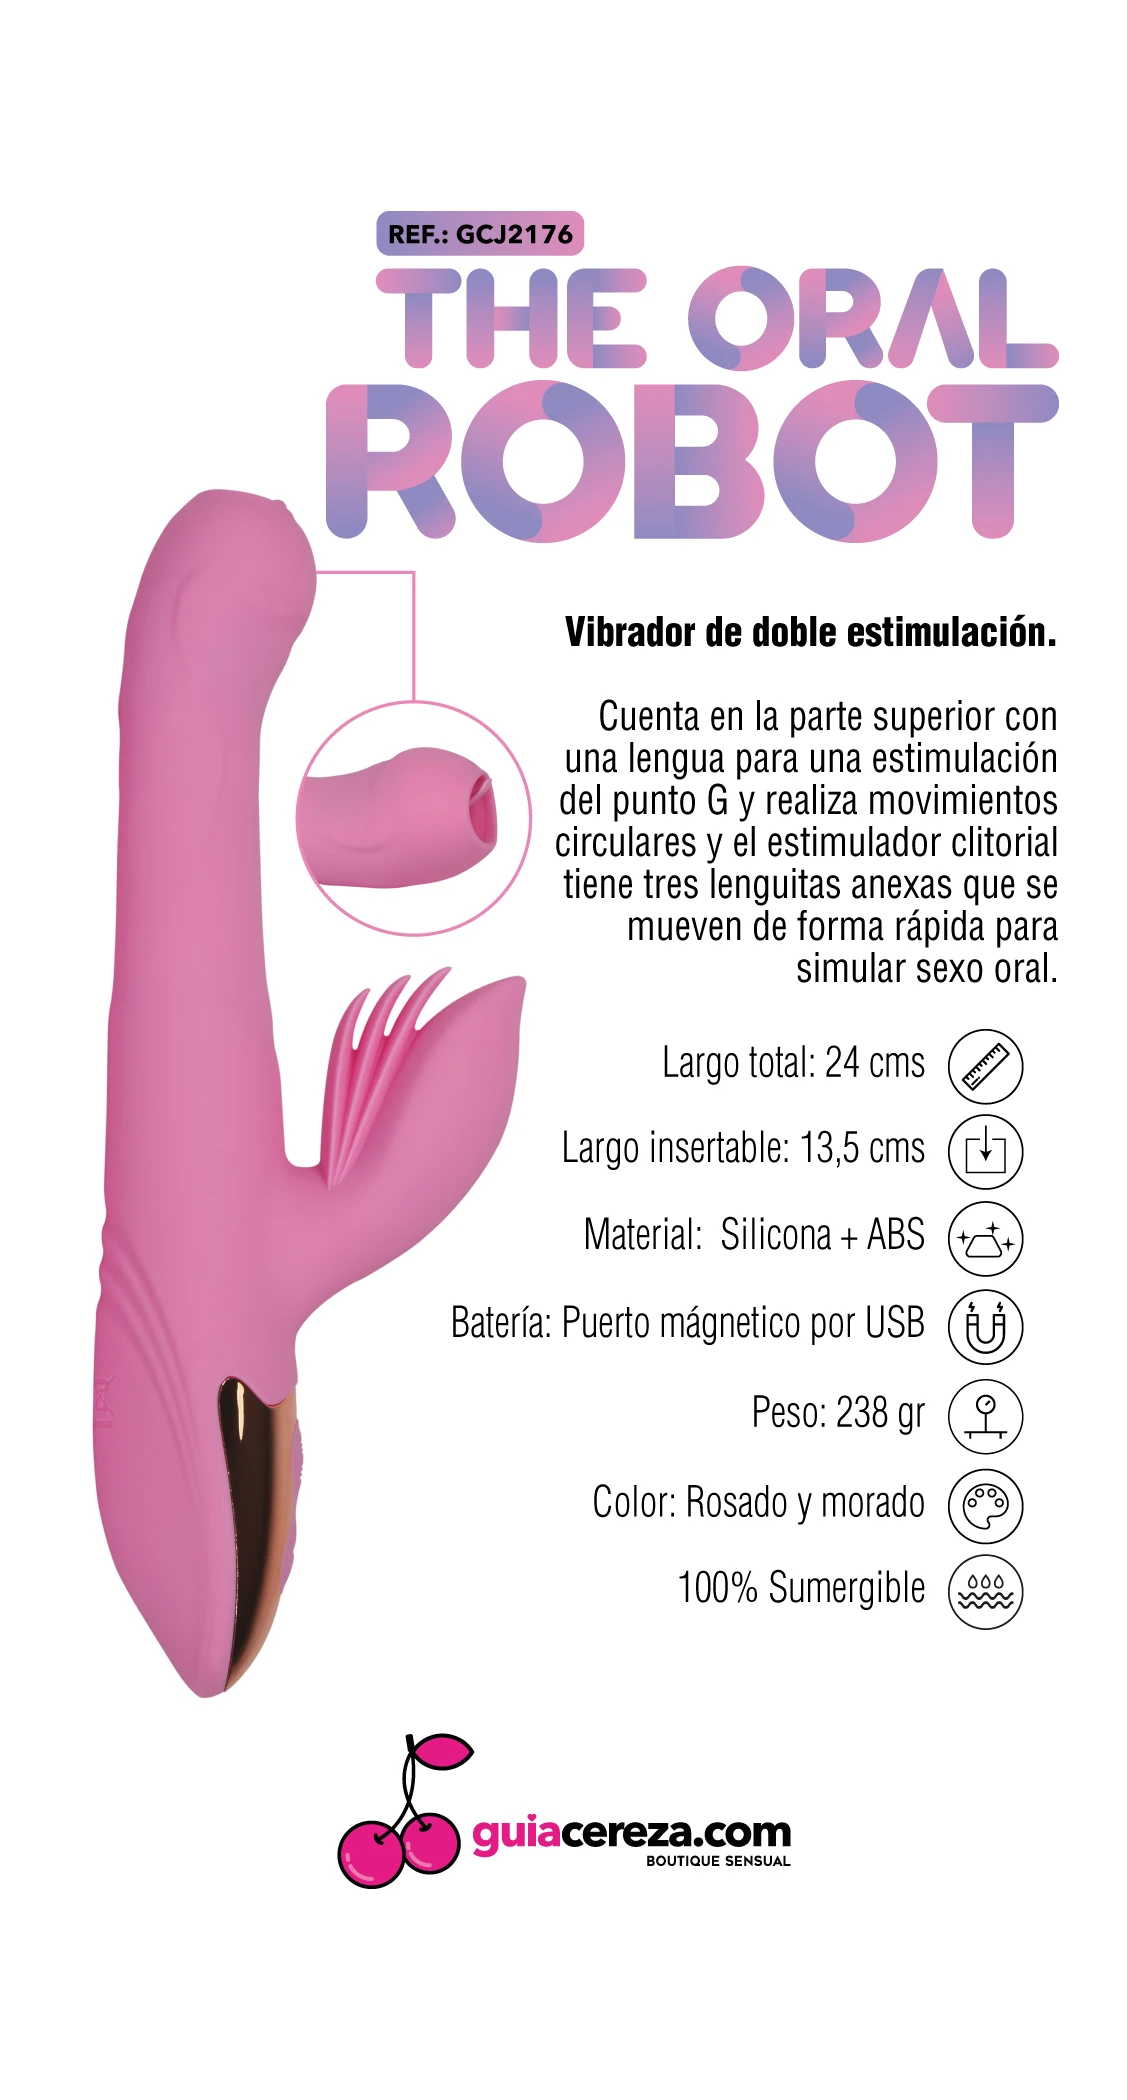 REF.: GCJ2176
THE ORAL
ROBOT
Vibrador de doble estimulación.
Cuenta en la parte superior con
una lengua para una estimulación
del punto G y realiza movimientos
circulares y el estimulador clitorial
tiene tres lenguitas anexas que se
mueven de forma rápida para
simular sexo oral.
Largo total: 24 cms
Largo insertable: 13,5 cms
Material: Silicona + ABS
Batería: Puerto mágnetico por USB
Peso: 238 gr
Color: Rosado y morado
100% Sumergible
guiacereza.com
BOUTIQUE SENSUAL